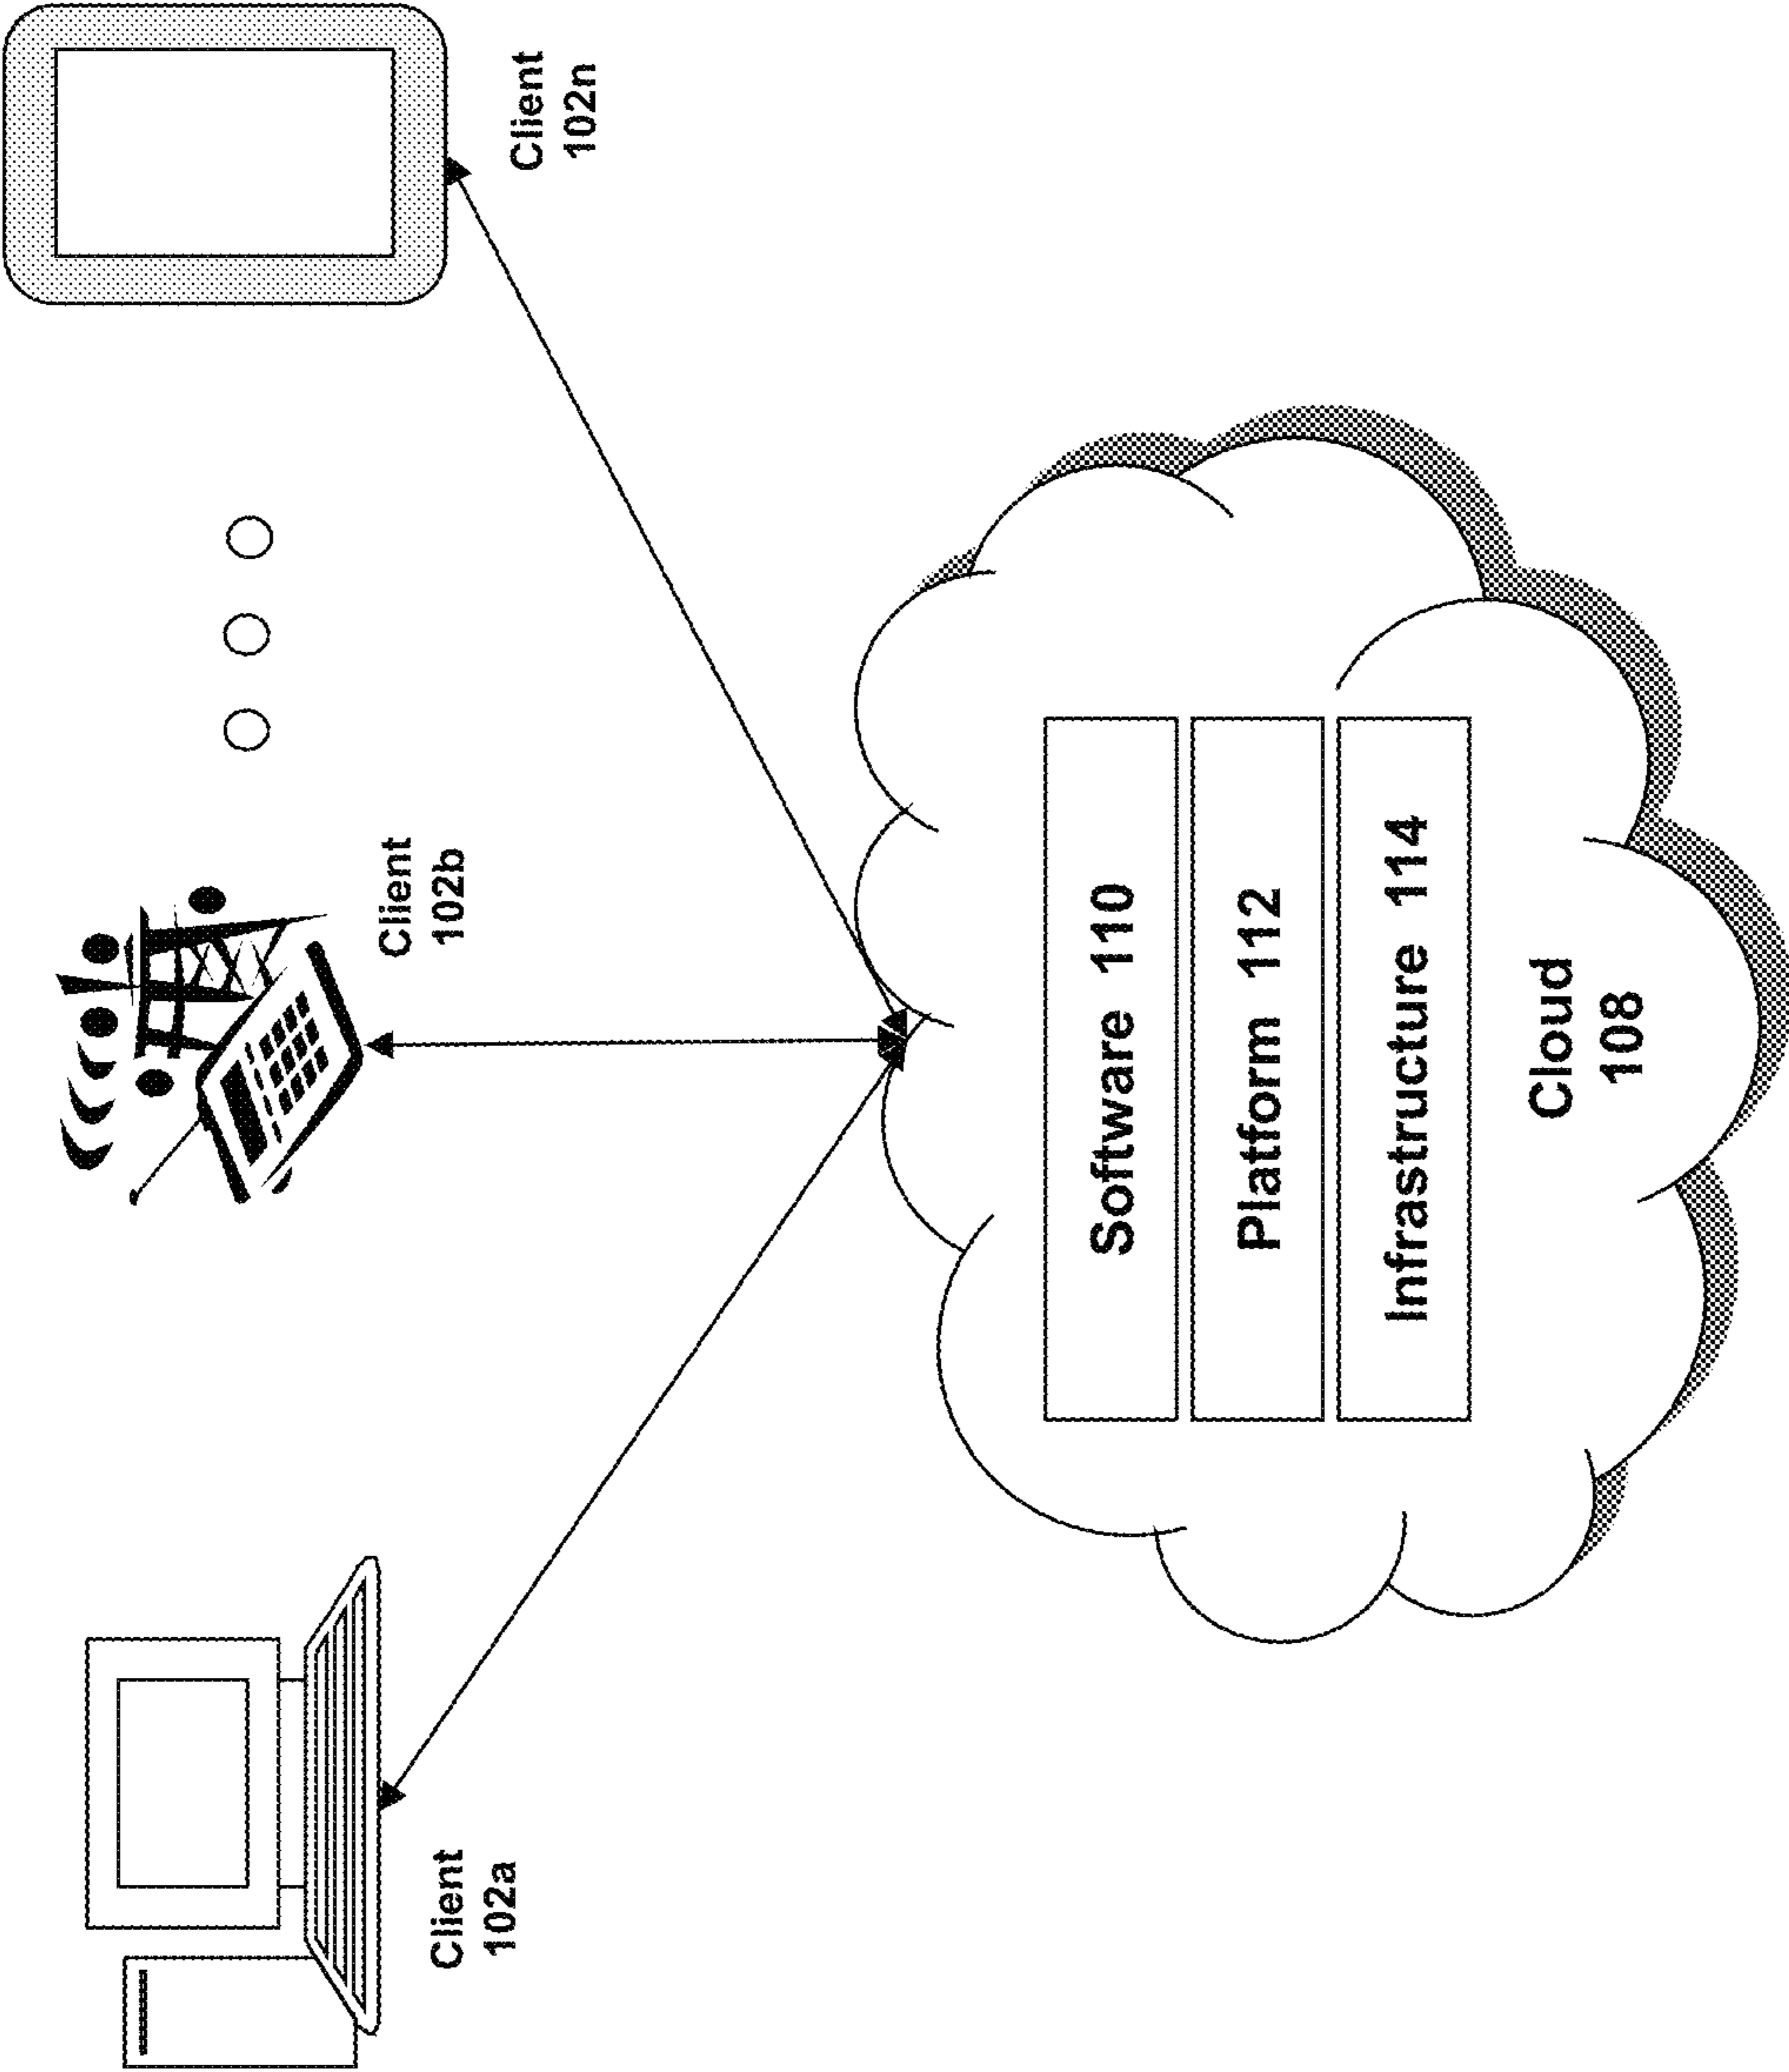 Client
102a
Client
102b
Client
102n
Software 110
Platform 112
Infrastructure 114
Cloud
108